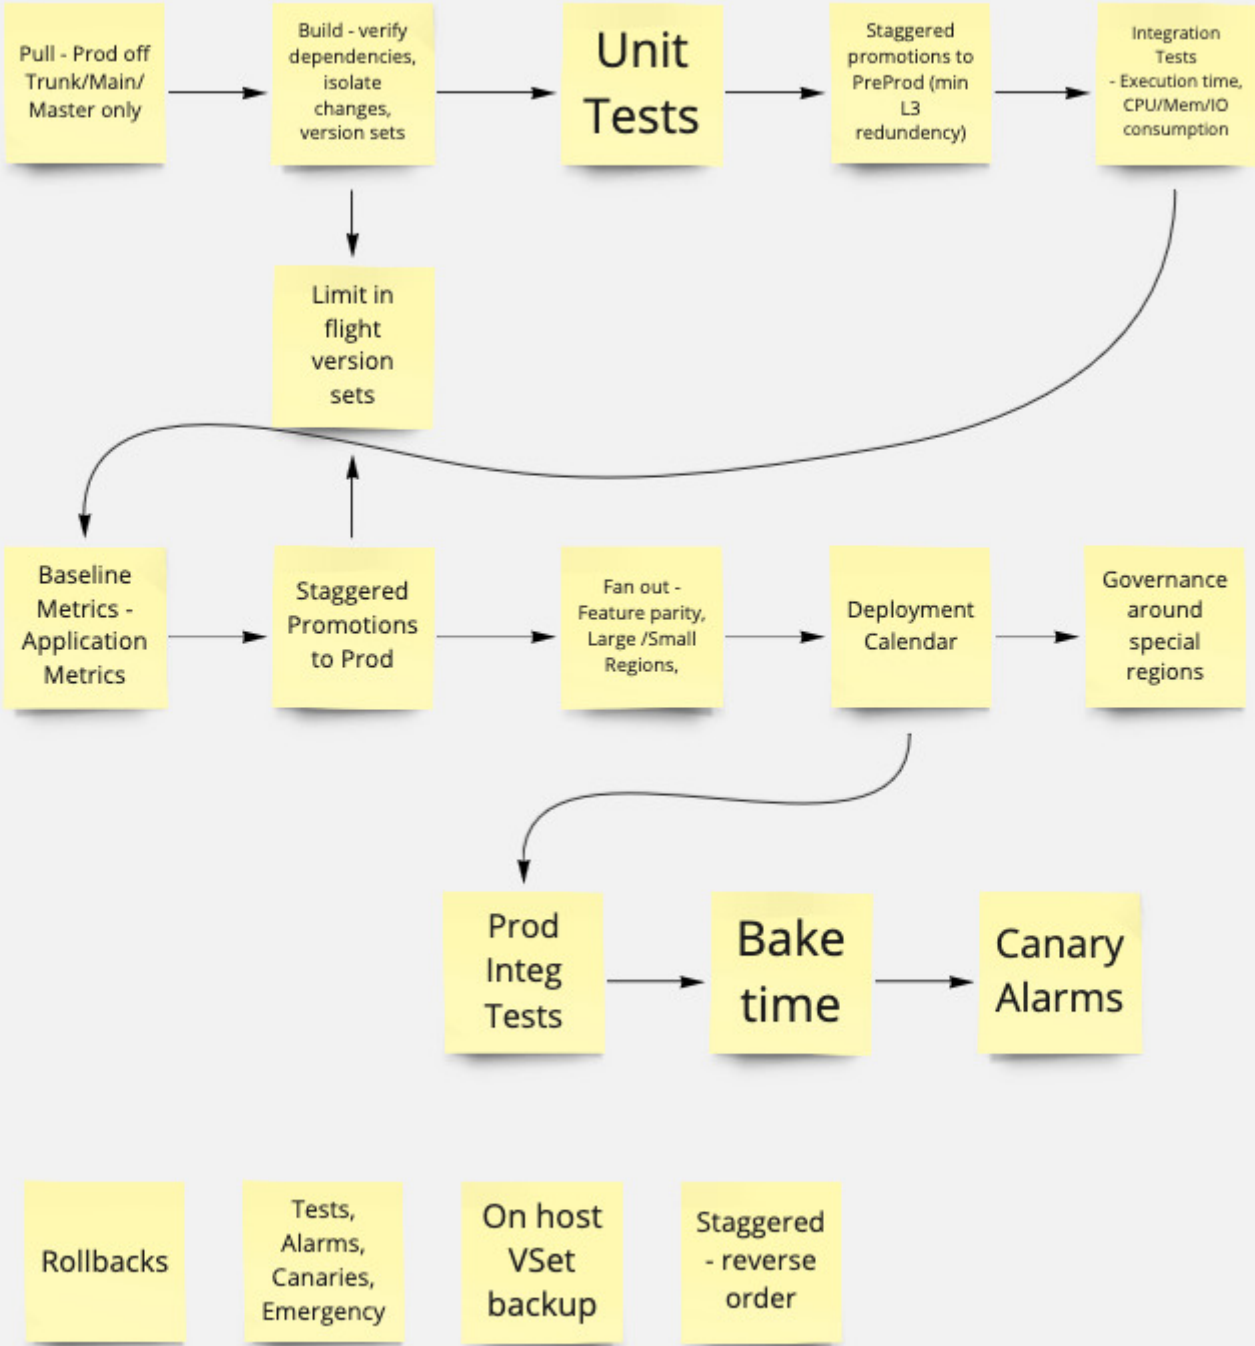 Pull - Prod off
Trunk/Main/
Master only
Build - verify
dependencies,
isolate
changes,
version sets
Unit
Tests
Staggered
promotions to
PreProd (min
L3
redundency)
Integration
Tests
- Execution time,
CPU/Mem/IO
consumption
Limit in
flight
version
sets
Baseline
Metrics -
Application
Metrics
Staggered
Promotions
to Prod
Fan out -
Feature parity,
Large /Small
Regions,
Deployment
Calendar
Governance
around
special
regions
Prod
Integ
Tests
Bake
time
Canary
Alarms
Rollbacks
Tests,
Alarms,
Canaries,
Emergency
On host
VSet
backup
Staggered
- reverse
order